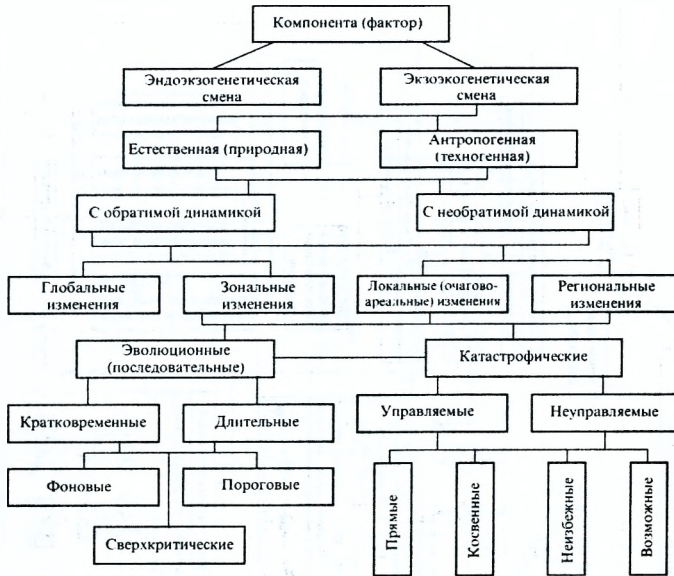 Компонента (фактор)
Эндоэкзогенетическая
смена
Экзоэкогенетическая
смена
Естественная (природная)
Антропогенная
(техногенная)
С обратимой динамикой
С необратимой динамикой
Глобальные
изменения
Зональные
изменения
Локальные (очагово-
ареальные) изменения
Региональные
изменения
Эволюционные
(последовательные)
Катастрофические
Кратковременные
Длительные
Управляемые
Неуправляемые
Фоновые
Пороговые
Сверхкритические
Прямые
Косвенные
Неизбежные
Возможные